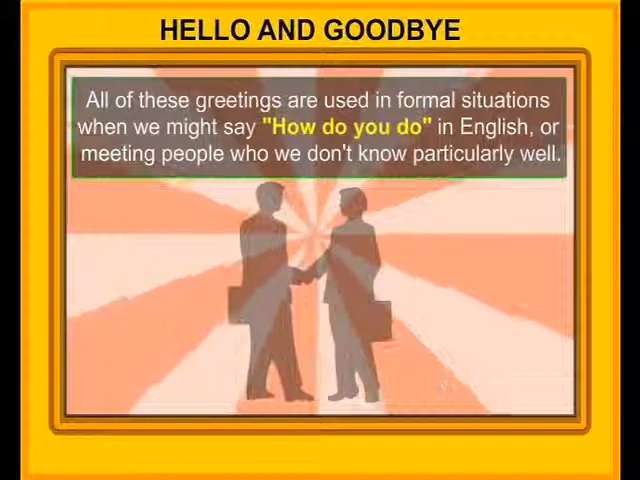 HELLO AND GOODBYE
All of these greetings are used in formal situations
when we might say "How do you do" in English, or
meeting people who we don't know particularly well.